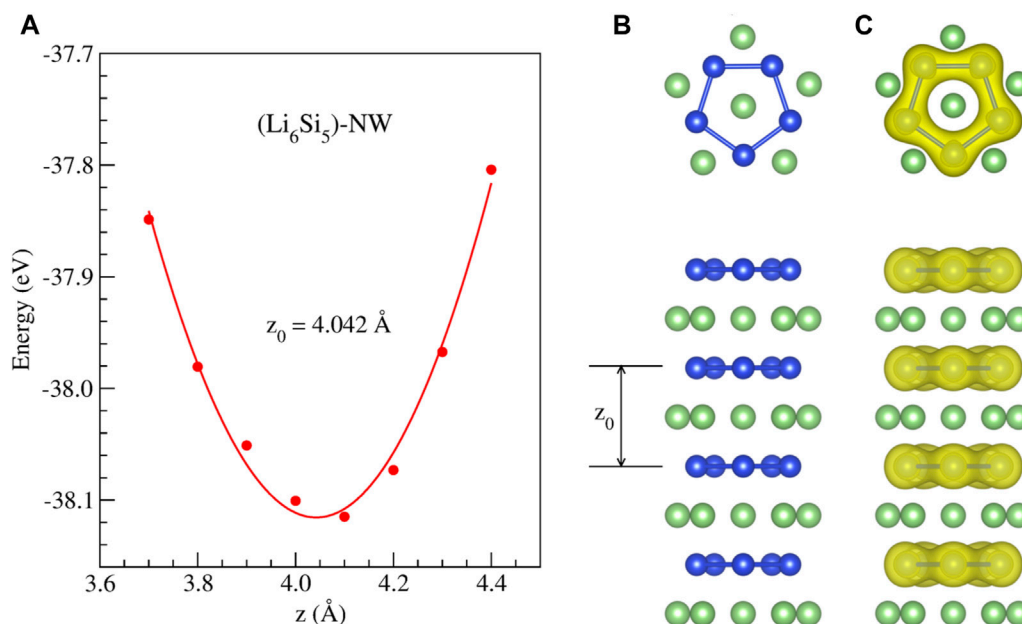 A
B
C
-37.7
-37.8
-37.9
-38.0
-38.1
Energy (eV)
(Li6Si5)-NW
z0 = 4.042 Å
3.6
3.8
4.0
4.2
4.4
z (Å)
z0